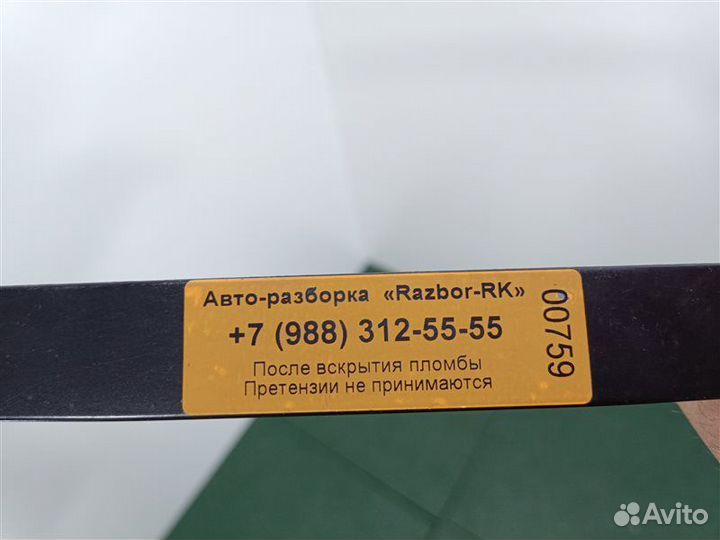 Авто-разборка «Razbor-RK»
+7 (988) 312-55-55
После вскрытия пломбы
Претензии не принимаются
00759
Avito